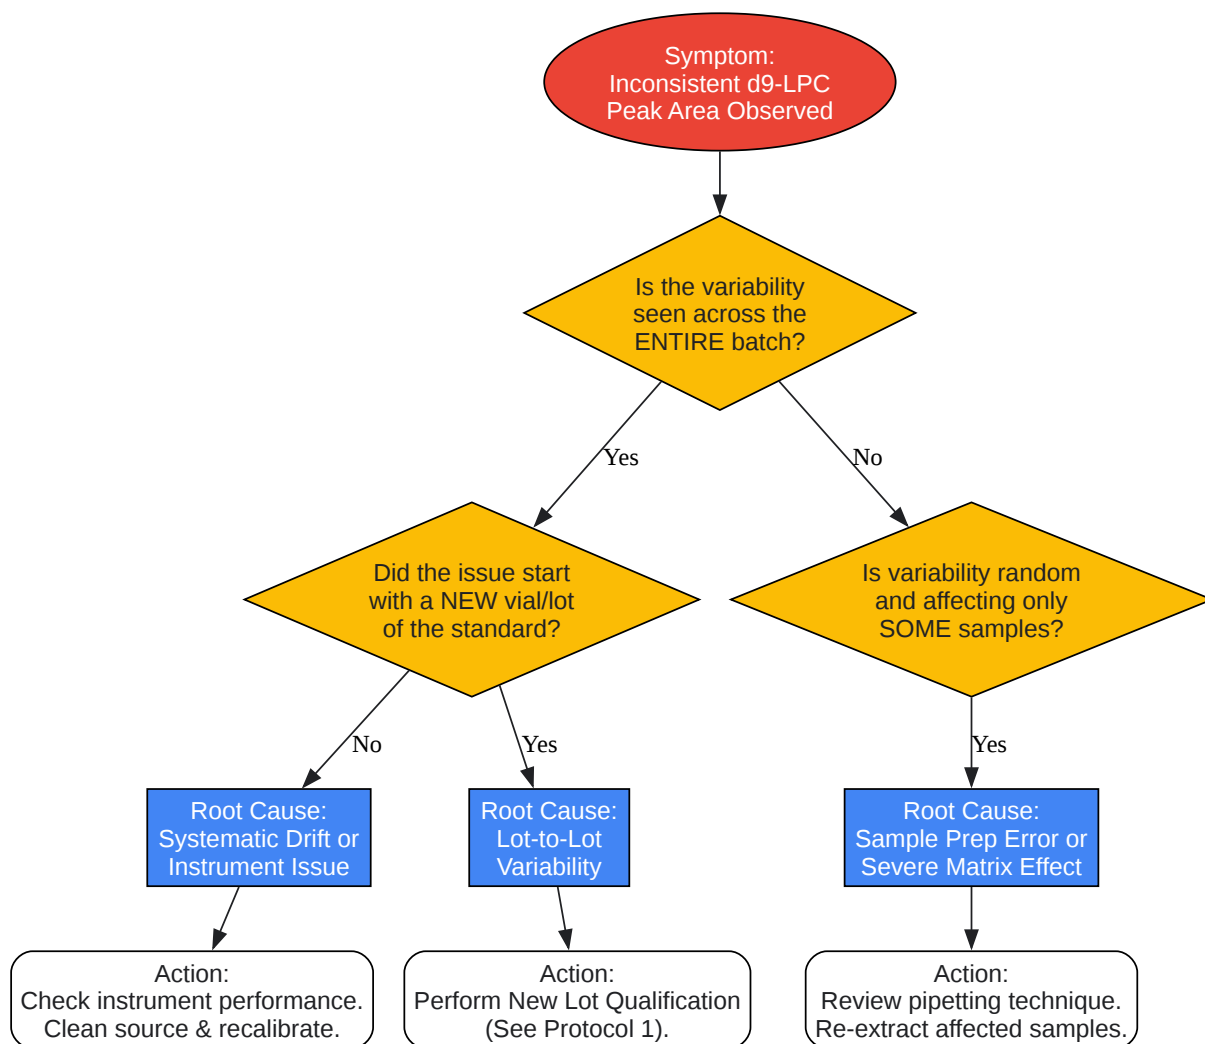 Symptom:
Inconsistent d9-LPC
Peak Area Observed
Is the variability
seen across the
ENTIRE batch?
Yes
No
Did the issue start
with a NEW vial/lot
of the standard?
Is variability random
and affecting only
SOME samples?
No
Yes
Yes
Root Cause:
Systematic Drift or
Instrument Issue
Root Cause:
Lot-to-Lot
Variability
Root Cause:
Sample Prep Error or
Severe Matrix Effect
Action:
Check instrument performance.
Clean source & recalibrate.
Action:
Perform New Lot Qualification
(See Protocol 1).
Action:
Review pipetting technique.
Re-extract affected samples.